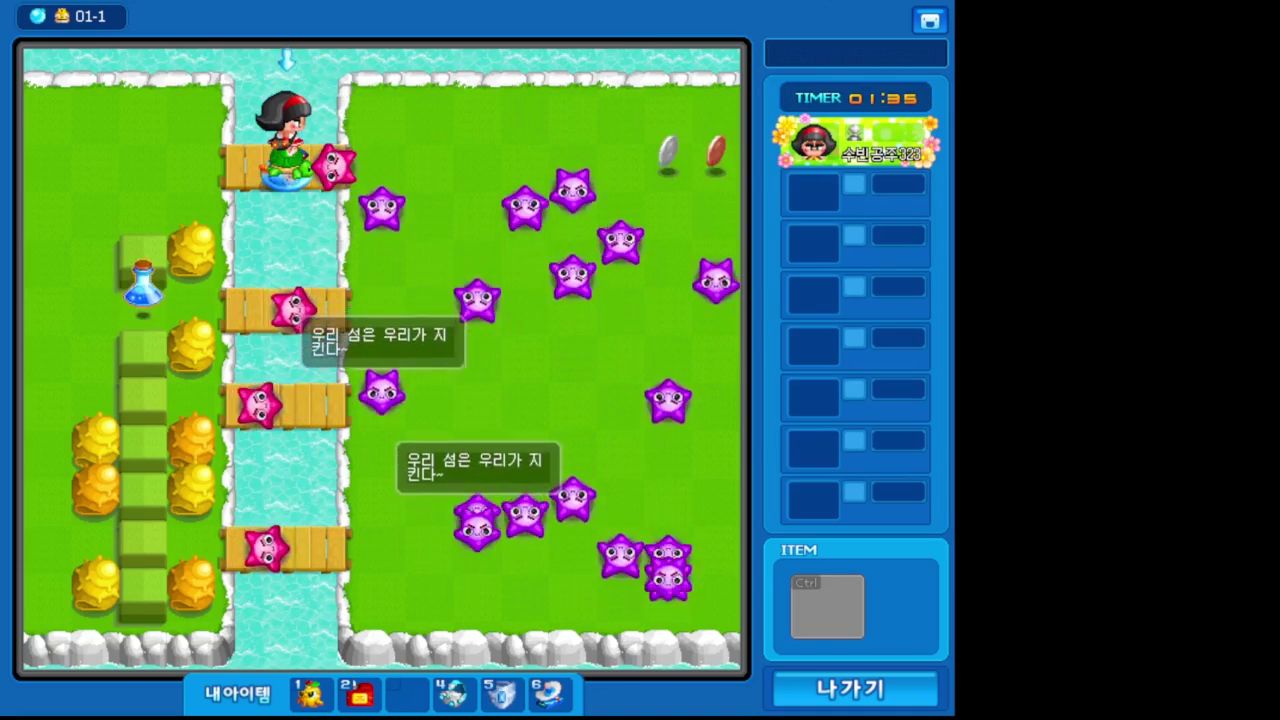 01-1
TIMER 01:35
수빈공주323
우리 섬은 우리가 지
킨다~
우리 섬은 우리가 지
킨다~
ITEM
Ctrl
내아이템
1
2
4
5
6
나가기